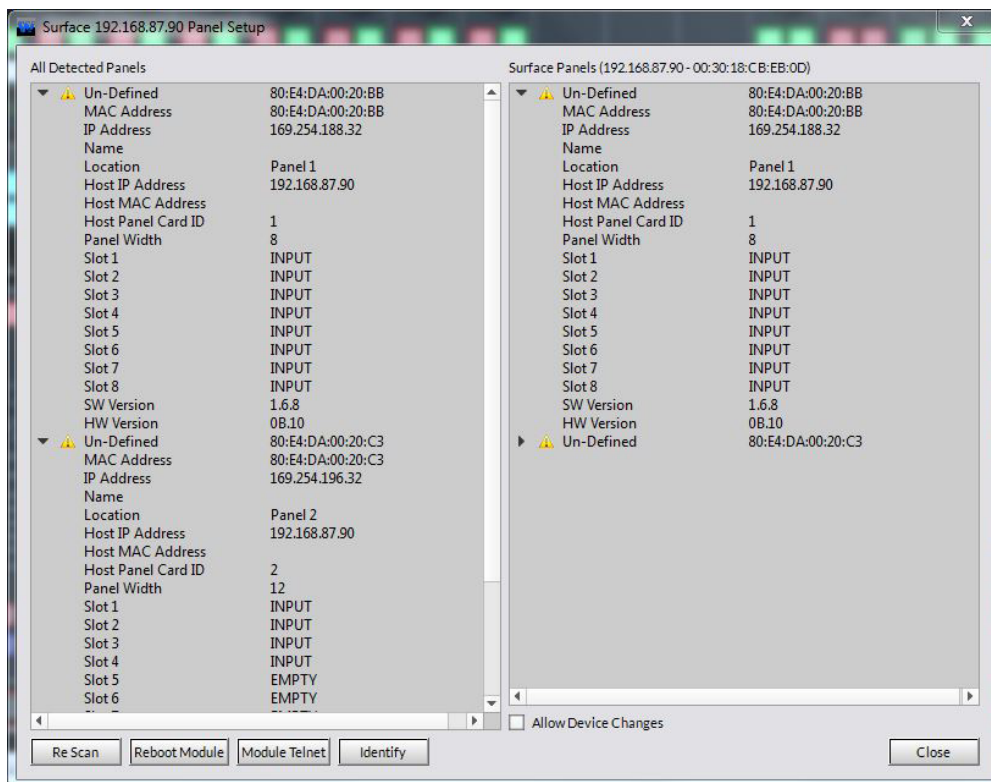 Surface 192.168.87.90 Panel Setup
x
All Detected Panels
Un-Defined 80:E4:DA:00:20:BB
MAC Address 80:E4:DA:00:20:BB
IP Address 169.254.188.32
Name
Location Panel 1
Host IP Address 192.168.87.90
Host MAC Address
Host Panel Card ID 1
Panel Width 8
Slot 1 INPUT
Slot 2 INPUT
Slot 3 INPUT
Slot 4 INPUT
Slot 5 INPUT
Slot 6 INPUT
Slot 7 INPUT
Slot 8 INPUT
SW Version 1.6.8
HW Version 0B.10
Un-Defined 80:E4:DA:00:20:C3
MAC Address 80:E4:DA:00:20:C3
IP Address 169.254.196.32
Name
Location Panel 2
Host IP Address 192.168.87.90
Host MAC Address
Host Panel Card ID 2
Panel Width 12
Slot 1 INPUT
Slot 2 INPUT
Slot 3 INPUT
Slot 4 INPUT
Slot 5 EMPTY
Slot 6 EMPTY
Re Scan
Reboot Module
Module Telnet
Identify
Surface Panels (192.168.87.90 - 00:30:18:CB:EB:0D)
Un-Defined 80:E4:DA:00:20:BB
MAC Address 80:E4:DA:00:20:BB
IP Address 169.254.188.32
Name
Location Panel 1
Host IP Address 192.168.87.90
Host MAC Address
Host Panel Card ID 1
Panel Width 8
Slot 1 INPUT
Slot 2 INPUT
Slot 3 INPUT
Slot 4 INPUT
Slot 5 INPUT
Slot 6 INPUT
Slot 7 INPUT
Slot 8 INPUT
SW Version 1.6.8
HW Version 0B.10
Un-Defined 80:E4:DA:00:20:C3
Allow Device Changes
Close